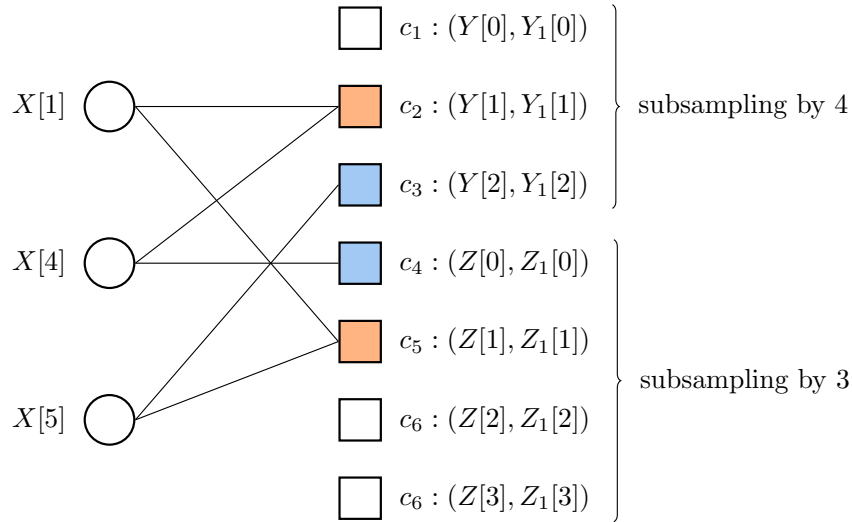 c₁ : (Y[0], Y₁[0])
X[1]
c₂ : (Y[1], Y₁[1])
subsampling by 4
c₃ : (Y[2], Y₁[2])
X[4]
c₄ : (Z[0], Z₁[0])
c₅ : (Z[1], Z₁[1])
subsampling by 3
X[5]
c₆ : (Z[2], Z₁[2])
c₆ : (Z[3], Z₁[3])